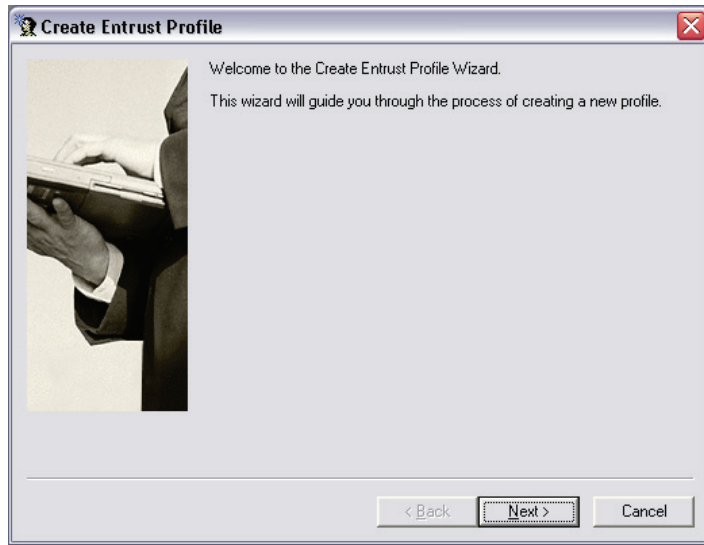 Create Entrust Profile
Welcome to the Create Entrust Profile Wizard.
This wizard will guide you through the process of creating a new profile.
< Back
Next >
Cancel